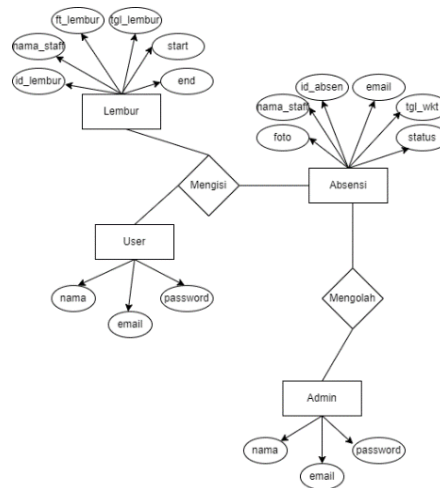 ft_lembur
tgl_lembur
nama_staff
start
id_lembur
end
Lembur
id_absen
email
nama_staff
tgl_wkt
foto
status
Mengisi
Absensi
User
nama
password
email
Mengolah
Admin
nama
password
email